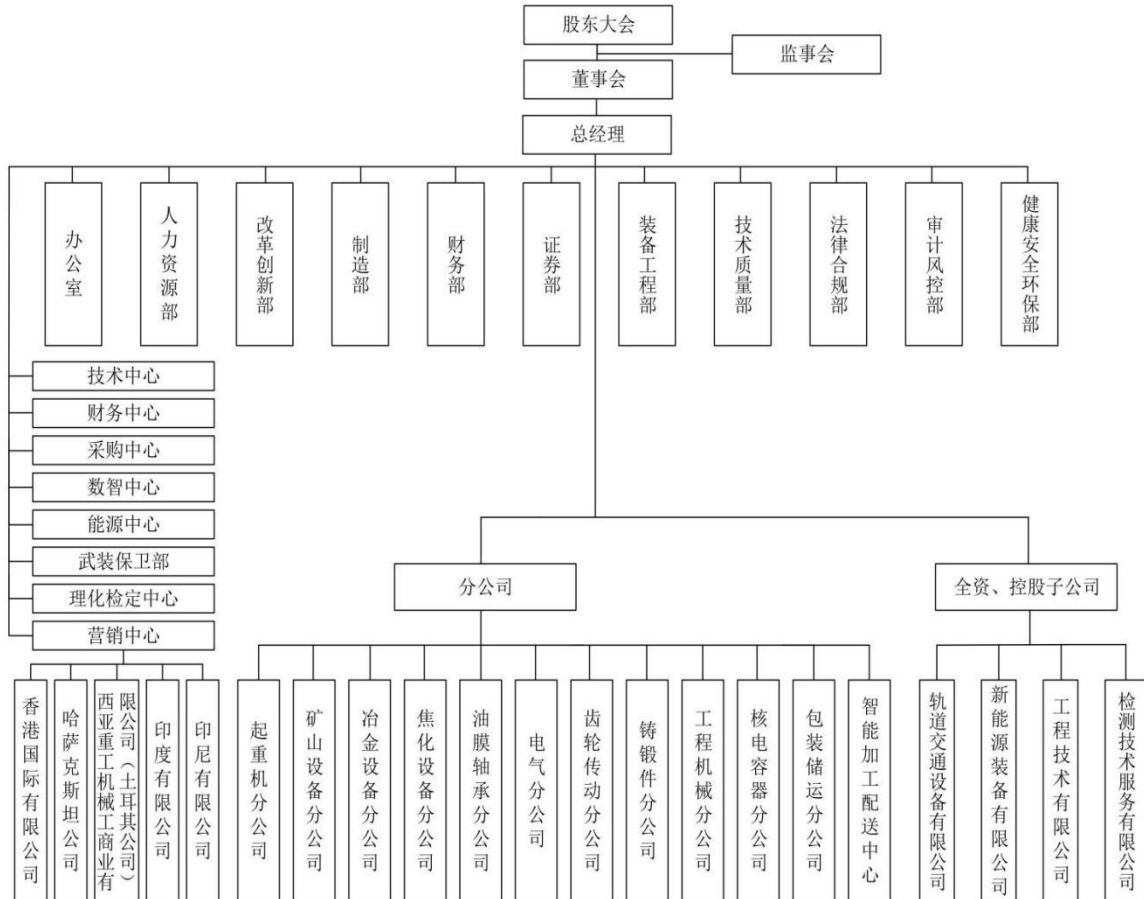 股东大会
监事会
董事会
总经理
办公室
人力资源部
改革创新部
制造部
财务部
证券部
装备工程部
技术质量部
法律合规部
审计风控部
健康安全环保部
技术中心
财务中心
采购中心
数智中心
能源中心
武装保卫部
理化检定中心
营销中心
分公司
全资、控股子公司
香港国际有限公司
哈萨克斯坦公司
西亚重工机械工商业有
限公司（土耳其公司）
印度有限公司
印尼有限公司
起重机分公司
矿山设备分公司
冶金设备分公司
焦化设备分公司
油膜轴承分公司
电气分公司
齿轮传动分公司
铸锻件分公司
工程机械分公司
核电容器分公司
包装储运分公司
智能加工配送中心
轨道交通设备有限公司
新能源装备有限公司
工程技术有限公司
检测技术服务有限公司